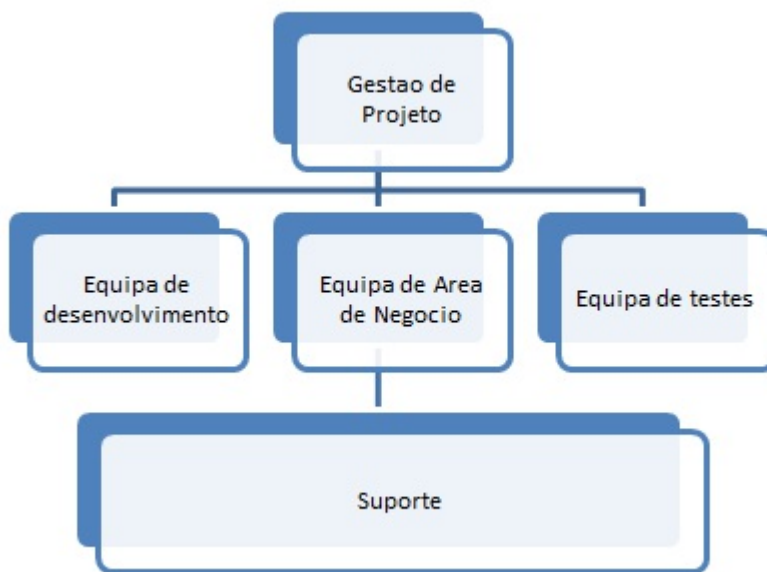 Gestao de
Projeto
Equipa de
desenvolvimento
Equipa de Area
de Negocio
Equipa de testes
Suporte